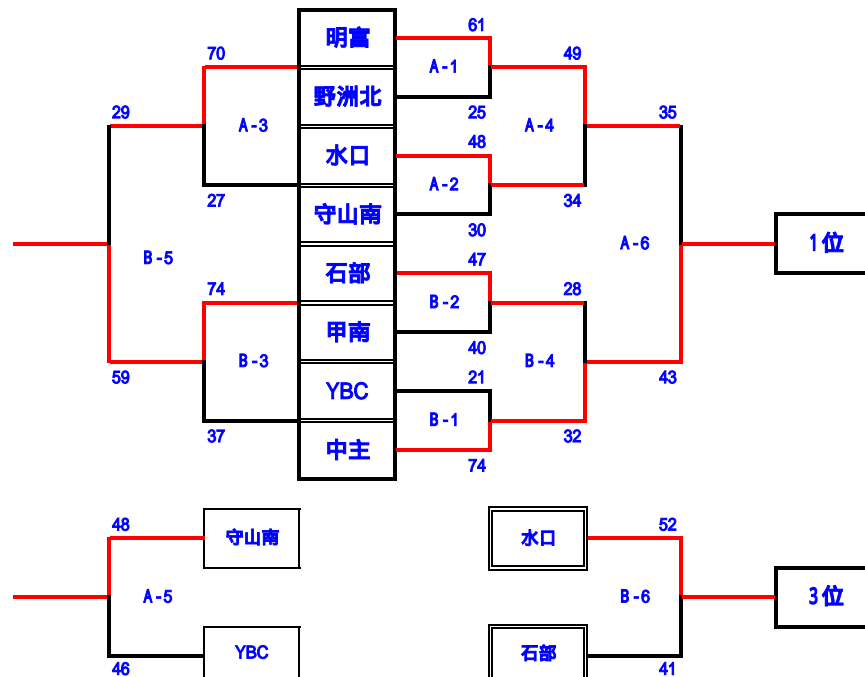 明富
61
70
49
A-1
野洲北
29
25
35
A-3
A-4
48
水口
A-2
27
34
守山南
30
A-6
1位
B-5
47
石部
74
28
B-2
甲南
40
B-3
B-4
59
YBC
21
43
B-1
37
32
中主
74
48
52
守山南
水口
A-5
B-6
3位
YBC
石部
46
41